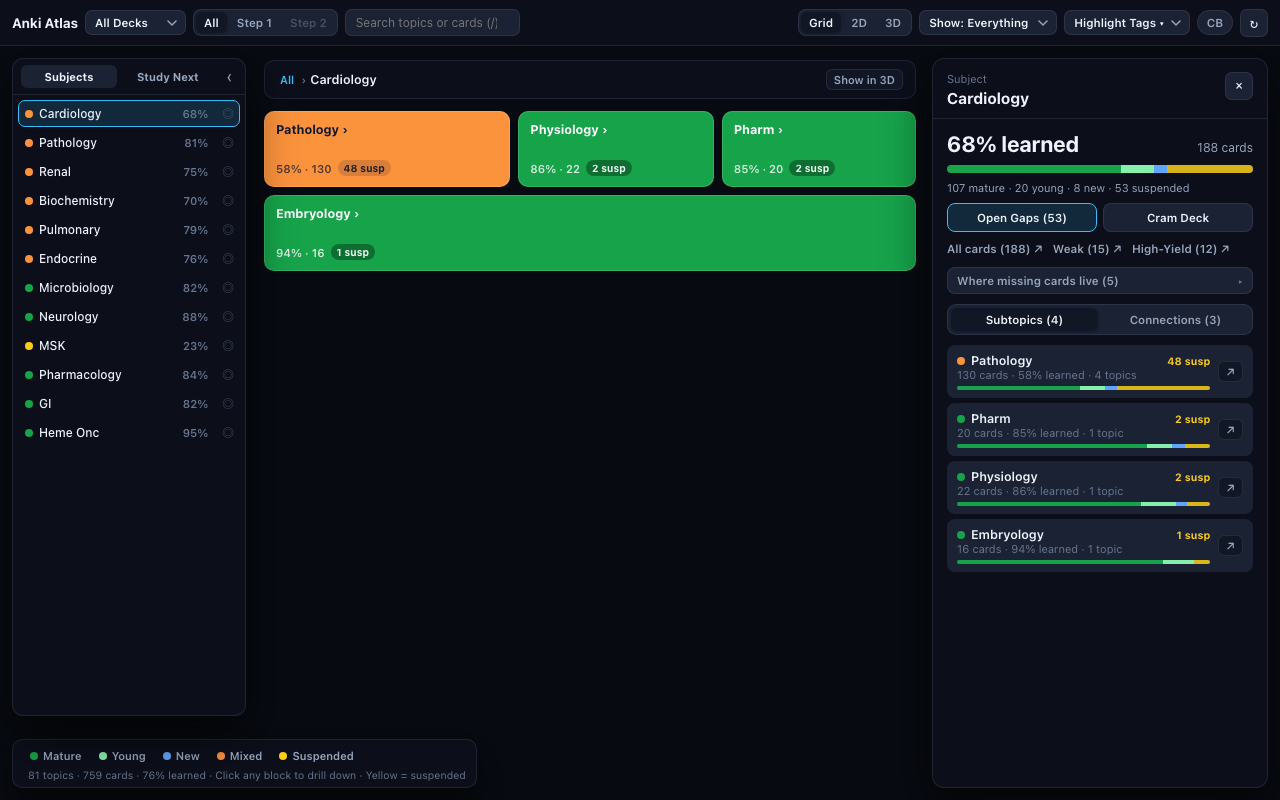 Anki Atlas
All Decks
All
Step 1
Step 2
Search topics or cards (/)
Grid
2D
3D
Show: Everything
Highlight Tags •
CB
↻
Subjects
Study Next
‹
Cardiology 68%
Pathology 81%
Renal 75%
Biochemistry 70%
Pulmonary 79%
Endocrine 76%
Microbiology 82%
Neurology 88%
MSK 23%
Pharmacology 84%
GI 82%
Heme Onc 95%
All › Cardiology
Show in 3D
Pathology ›
58% · 130 48 susp
Physiology ›
86% · 22 2 susp
Pharm ›
85% · 20 2 susp
Embryology ›
94% · 16 1 susp
Subject
Cardiology
×
68% learned
188 cards
107 mature · 20 young · 8 new · 53 suspended
Open Gaps (53)
Cram Deck
All cards (188) ↗ Weak (15) ↗ High-Yield (12) ↗
Where missing cards live (5) ▸
Subtopics (4)
Connections (3)
Pathology 48 susp
130 cards · 58% learned · 4 topics
↗
Pharm 2 susp
20 cards · 85% learned · 1 topic
↗
Physiology 2 susp
22 cards · 86% learned · 1 topic
↗
Embryology 1 susp
16 cards · 94% learned · 1 topic
↗
Mature Young New Mixed Suspended
81 topics · 759 cards · 76% learned · Click any block to drill down · Yellow = suspended